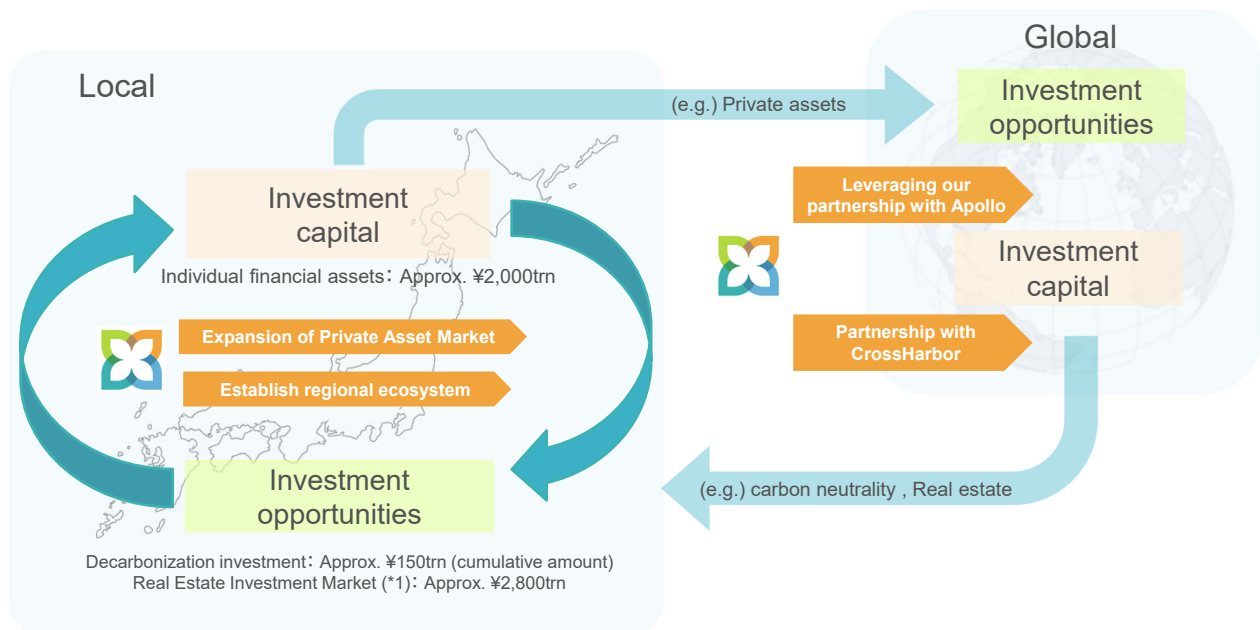 Local
Investment
capital
Individual financial assets： Approx. ¥2,000trn
Expansion of Private Asset Market
Establish regional ecosystem
Investment
opportunities
Decarbonization investment： Approx. ¥150trn (cumulative amount)
Real Estate Investment Market (*1)： Approx. ¥2,800trn
(e.g.) Private assets
Global
Investment
opportunities
Leveraging our
partnership with Apollo
Investment
capital
Partnership with
CrossHarbor
(e.g.) carbon neutrality , Real estate